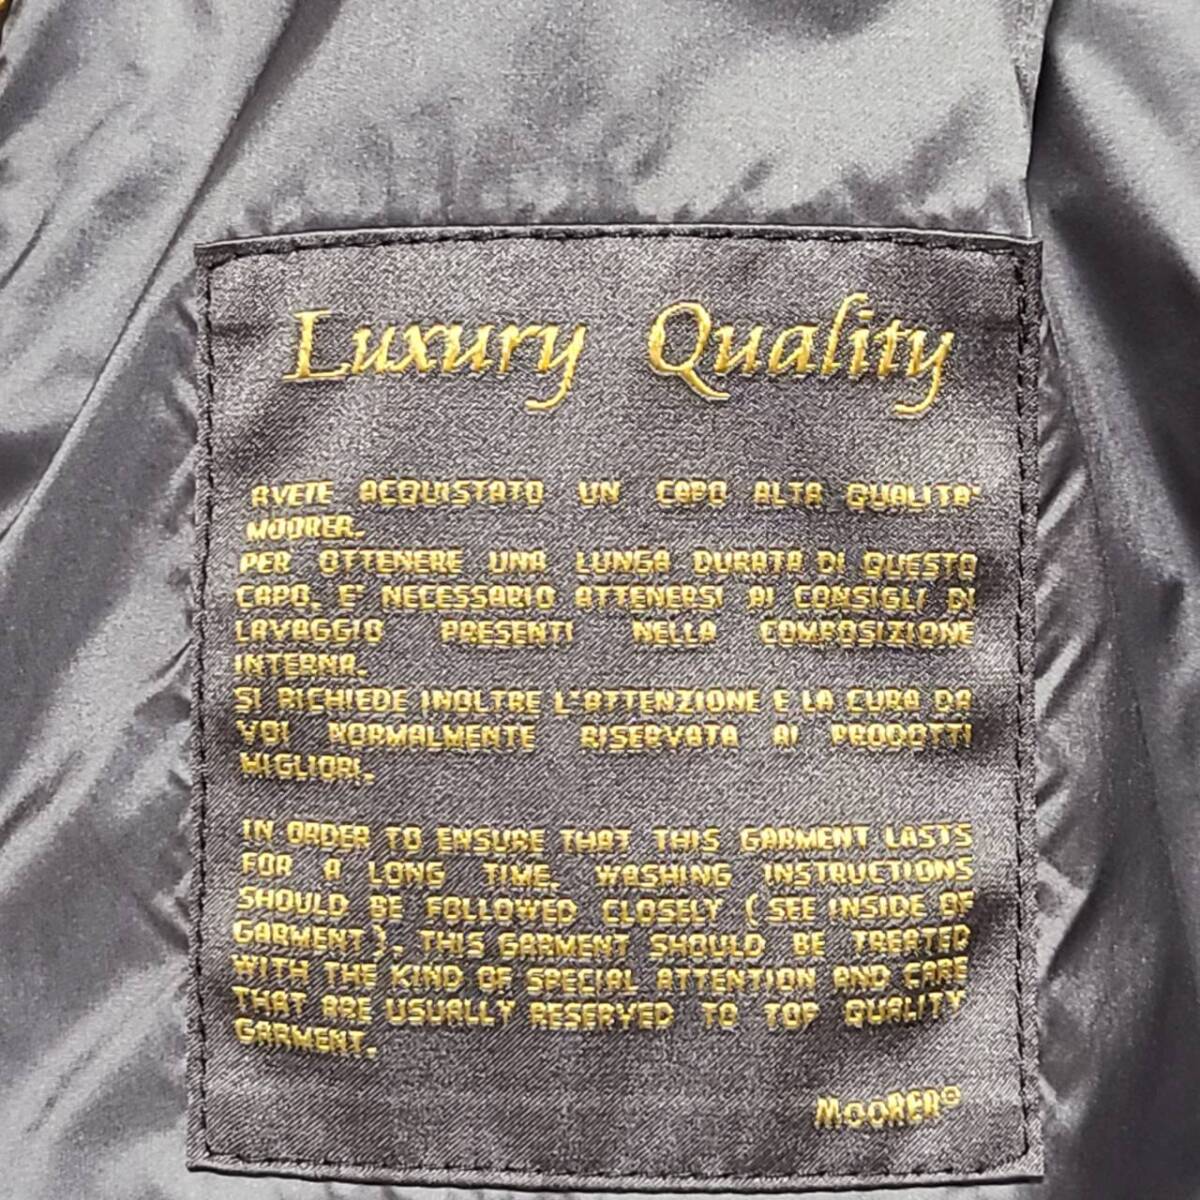 Luxury Quality
AVETE ACQUISTATO UN CAPO ALTA QUALITA'
MOORER.
PER OTTENERE UNA LUNGA DURATA DI QUESTO
CAPO, E' NECESSARIO ATTENERSI AI CONSIGLI DI
LAVAGGIO PRESENTI NELLA COMPOSIZIONE
INTERNA.
SI RICHIEDE INOLTRE L'ATTENZIONE E LA CURA DA
VOI NORMALMENTE RISERVATA AI PRODOTTI
MIGLIORI.
IN ORDER TO ENSURE THAT THIS GARMENT LASTS
FOR A LONG TIME, WASHING INSTRUCTIONS
SHOULD BE FOLLOWED CLOSELY (SEE INSIDE OF
GARMENT), THIS GARMENT SHOULD BE TREATED
WITH THE KIND OF SPECIAL ATTENTION AND CARE
THAT ARE USUALLY RESERVED TO TOP QUALITY
GARMENT.
MOORER®